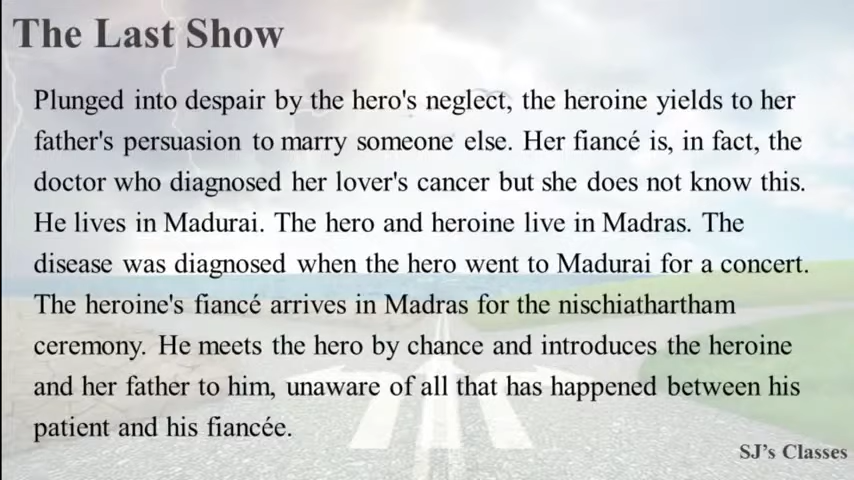 The Last Show
Plunged into despair by the hero's neglect, the heroine yields to her
father's persuasion to marry someone else. Her fiancé is, in fact, the
doctor who diagnosed her lover's cancer but she does not know this.
He lives in Madurai. The hero and heroine live in Madras. The
disease was diagnosed when the hero went to Madurai for a concert.
The heroine's fiancé arrives in Madras for the nischiathartham
ceremony. He meets the hero by chance and introduces the heroine
and her father to him, unaware of all that has happened between his
patient and his fiancée.
SJ's Classes